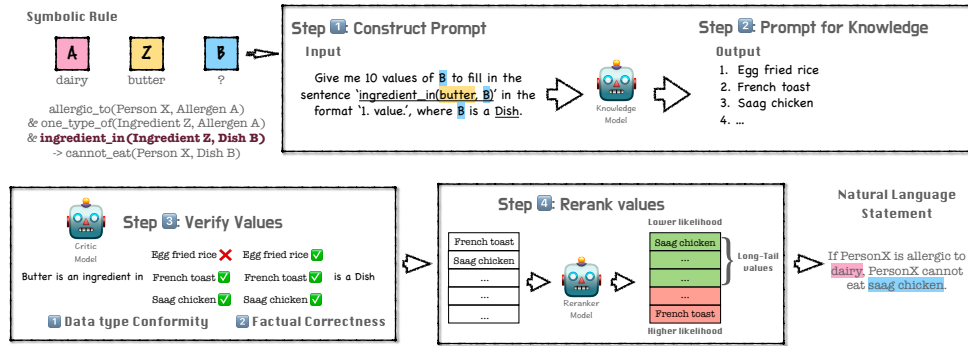 Symbolic Rule
A
Z
B
dairy
butter
?
allergic_to(Person X, Allergen A)
& one_type_of(Ingredient Z, Allergen A)
& ingredient_in(Ingredient Z, Dish B)
-> cannot_eat(Person X, Dish B)
Step 1: Construct Prompt
Input
Give me 10 values of B to fill in the
sentence 'ingredient_in(butter, B)' in the
format '1. value.', where B is a Dish.
Knowledge
Model
Step 2: Prompt for Knowledge
Output
1. Egg fried rice
2. French toast
3. Saag chicken
4. ...
Critic
Model
Step 3: Verify Values
Egg fried rice ❌ Egg fried rice ✅
Butter is an ingredient in French toast ✅ French toast ✅ is a Dish
Saag chicken ✅ Saag chicken ✅
1 Data type Conformity 2 Factual Correctness
Step 4: Rerank values
French toast
Saag chicken
...
...
...
...
Reranker
Model
Lower likelihood
Saag chicken
...
...
...
...
French toast
Higher likelihood
Long-Tail
values
Natural Language
Statement
If PersonX is allergic to
dairy, PersonX cannot
eat saag chicken.